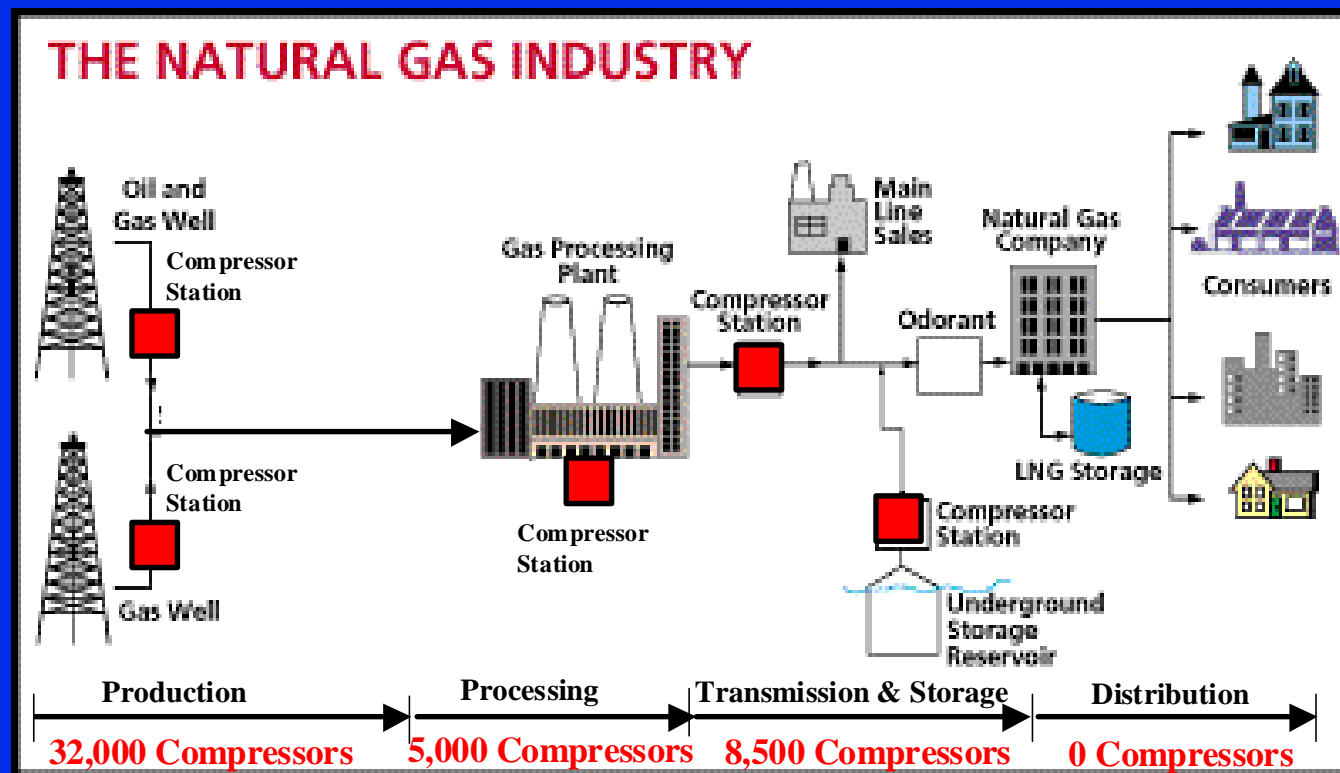 THE NATURAL GAS INDUSTRY
Oil and
Gas Well
Compressor
Station
Compressor
Station
Gas Well
Gas Processing
Plant
Compressor
Station
Compressor
Station
Main
Line
Sales
Odorant
Natural Gas
Company
LNG Storage
Consumers
Compressor
Station
Underground
Storage
Reservoir
Production
Processing
Transmission & Storage
Distribution
32,000 Compressors
5,000 Compressors
8,500 Compressors
0 Compressors